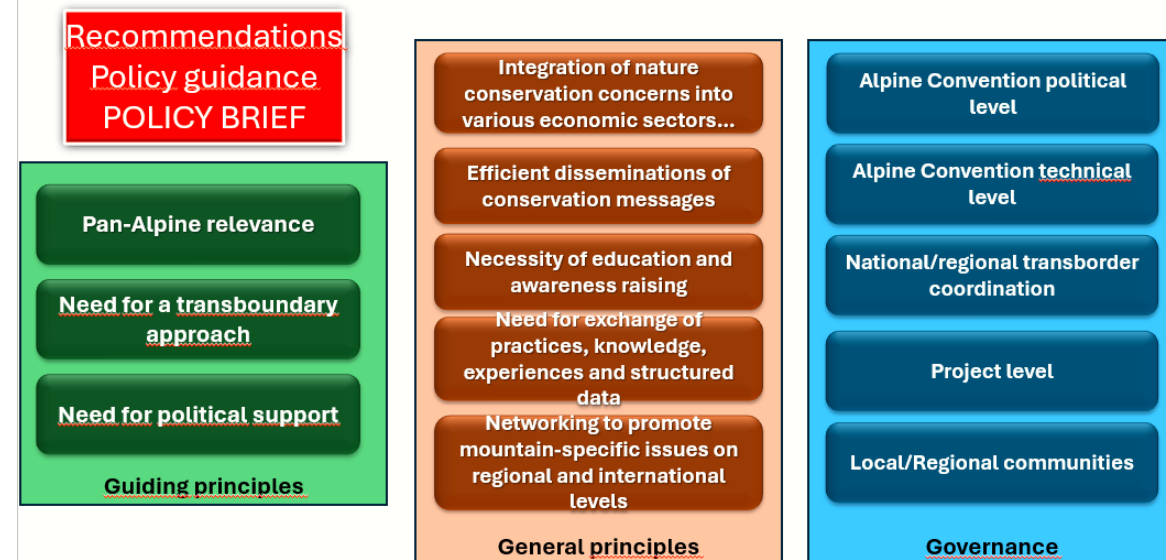 Recommendations
Policy guidance
POLICY BRIEF
Pan-Alpine relevance
Need for a transboundary
approach
Need for political support
Guiding principles
Integration of nature
conservation concerns into
various economic sectors...
Efficient disseminations of
conservation messages
Necessity of education and
awareness raising
Need for exchange of
practices, knowledge,
experiences and structured
data
Networking to promote
mountain-specific issues on
regional and international
levels
General principles
Alpine Convention political
level
Alpine Convention technical
level
National/regional transborder
coordination
Project level
Local/Regional communities
Governance